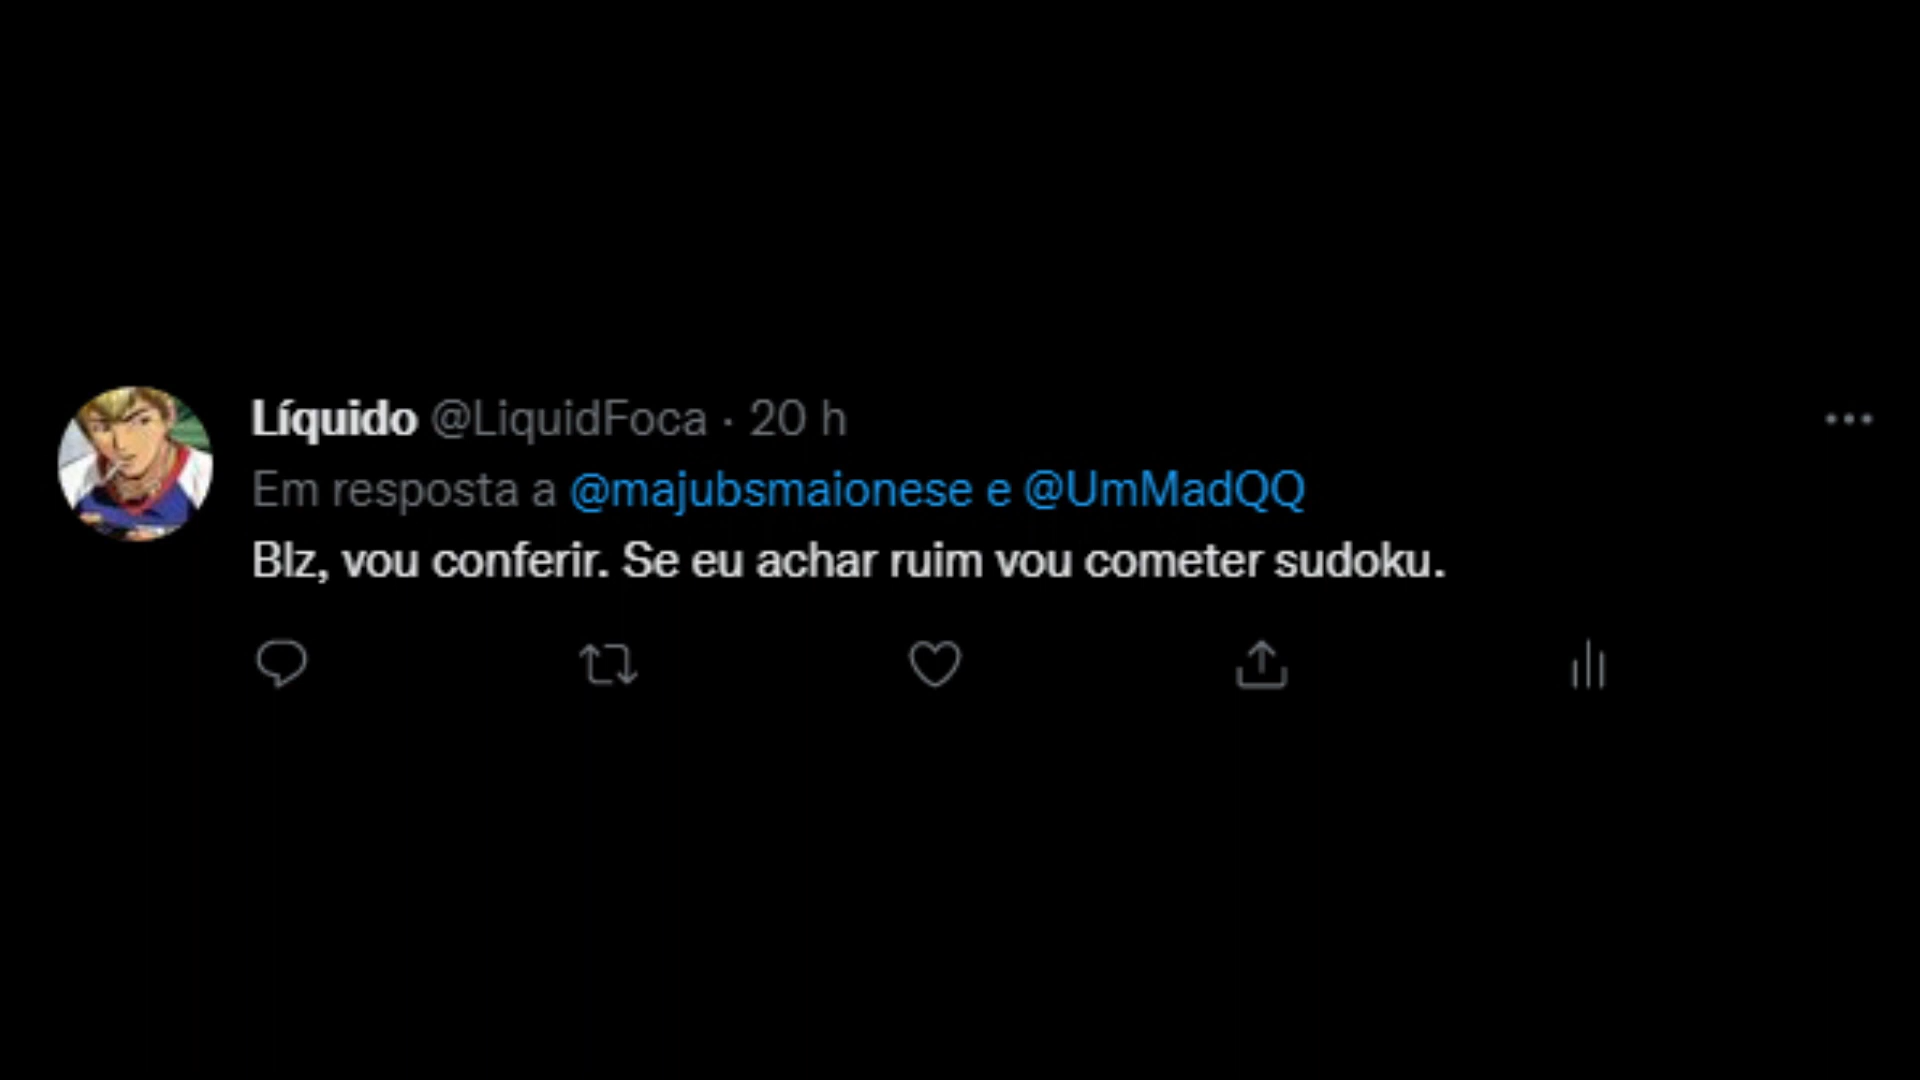 Líquido @LiquidFoca · 20 h
Em resposta a @majubsmaionese e @UmMadQQ
Blz, vou conferir. Se eu achar ruim vou cometer sudoku.